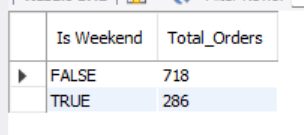 Is Weekend Total_Orders
FALSE 718
TRUE 286